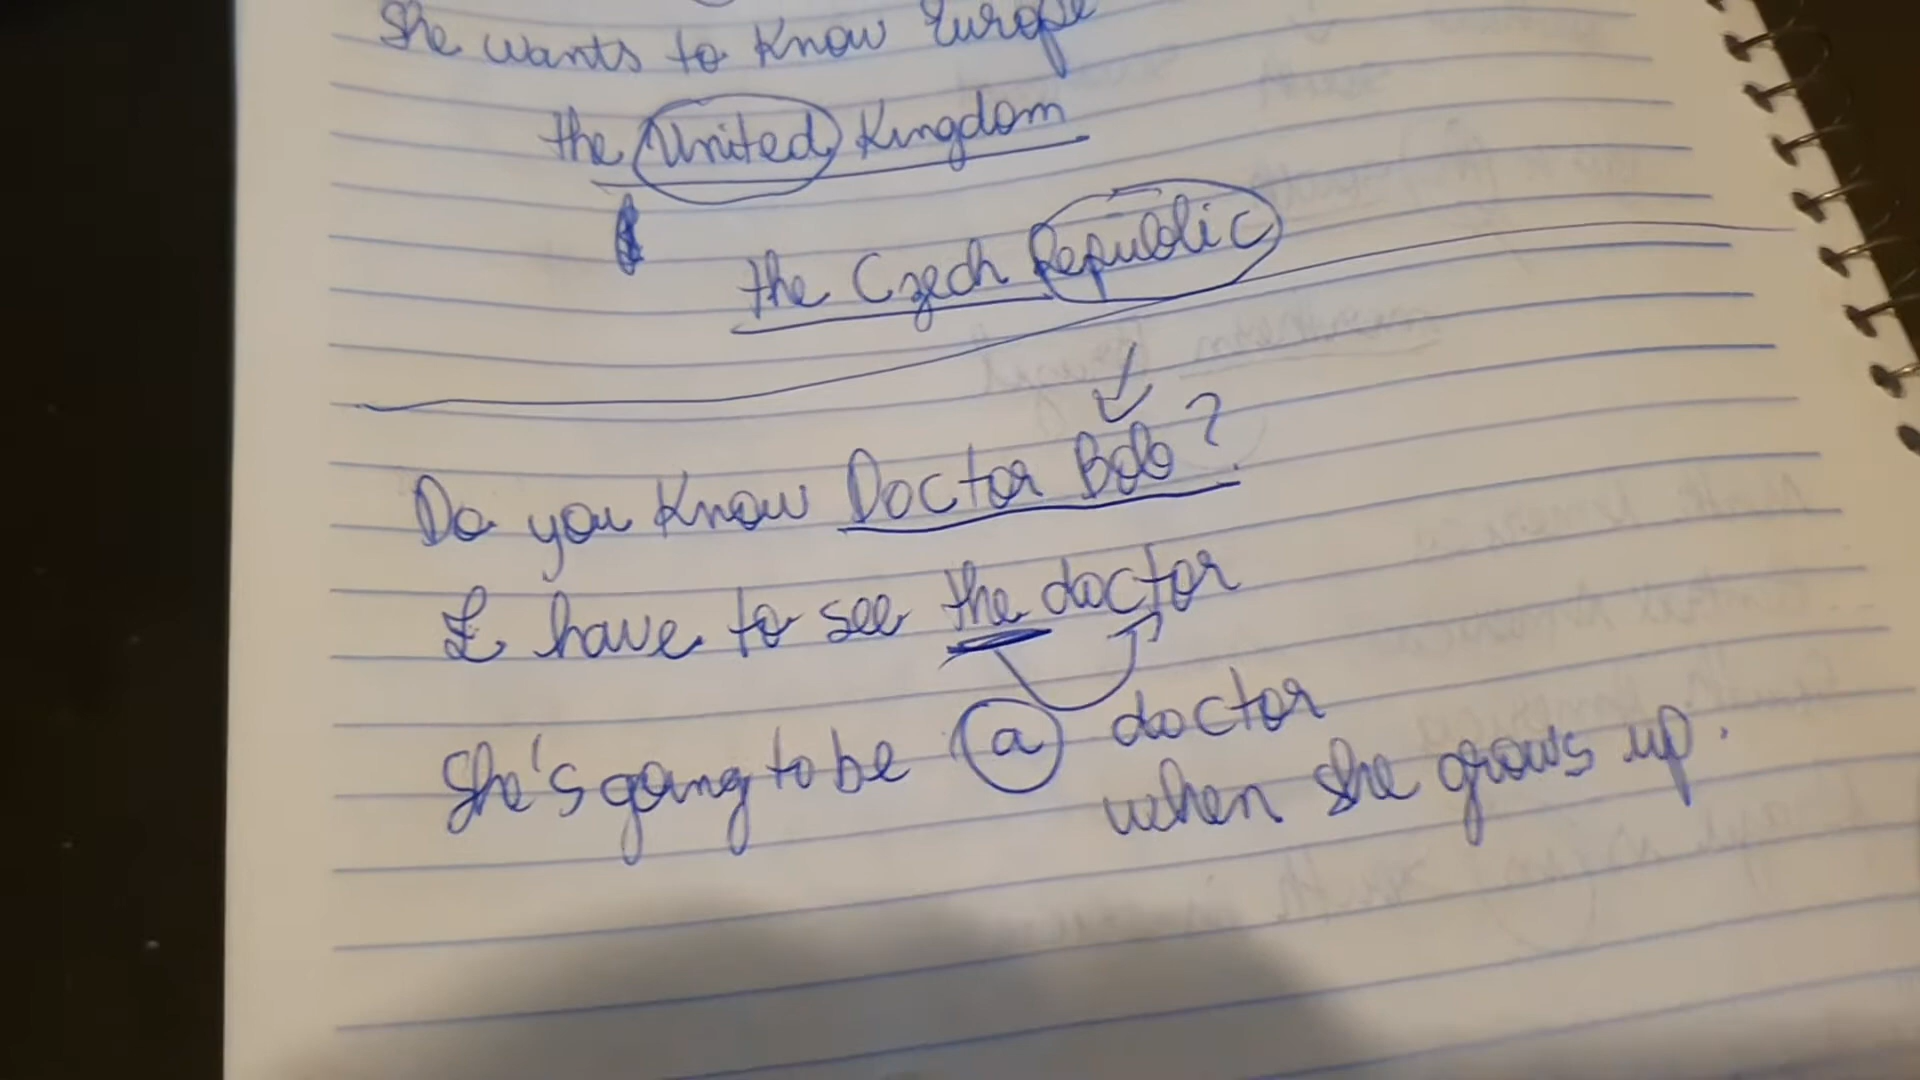 She wants to know Europe
the United Kingdom
the Czech Republic
Do you know Doctor Bob?
I have to see the doctor
She's going to be a doctor
when she grows up.